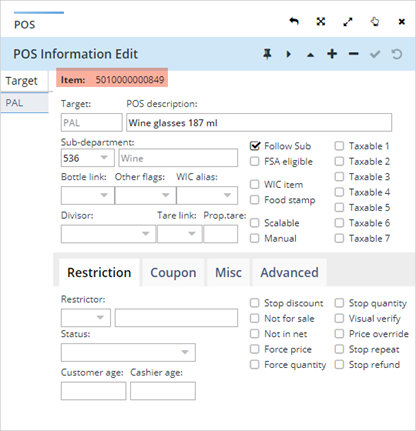 POS
POS Information Edit
Target
Item: 5010000000849
PAL
Target: POS description:
PAL Wine glasses 187 ml
Sub-department:
536 Wine
Follow Sub
FSA eligible
Taxable 1
Taxable 2
Bottle link: Other flags: WIC alias:
WIC item
Food stamp
Taxable 3
Taxable 4
Taxable 5
Divisor: Tare link: Prop.tare:
Scalable
Manual
Taxable 6
Taxable 7
Restriction Coupon Misc Advanced
Restrictor:
Status:
Customer age: Cashier age:
Stop discount
Not for sale
Not in net
Force price
Force quantity
Stop quantity
Visual verify
Price override
Stop repeat
Stop refund